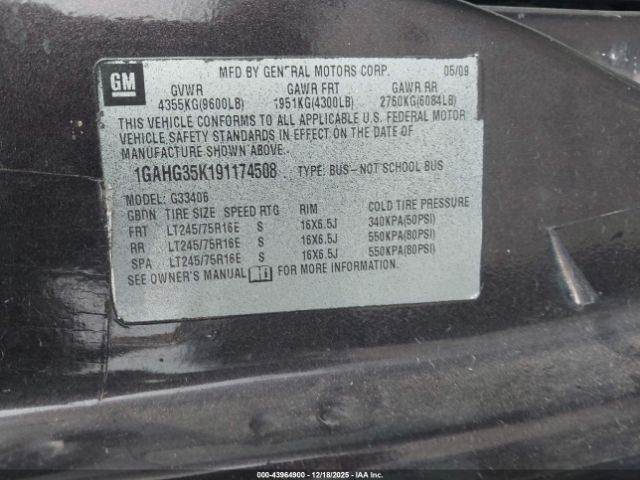 GM
MFD BY GENERAL MOTORS CORP. 05/09
GVWR GAWR FRT GAWR RR
4355KG(9600LB) 1951KG(4300LB) 2760KG(6084LB)
THIS VEHICLE CONFORMS TO ALL APPLICABLE U.S. FEDERAL MOTOR
VEHICLE SAFETY STANDARDS IN EFFECT ON THE DATE OF
MANUFACTURE SHOWN ABOVE.
1GAHG35K191174508 TYPE: BUS-NOT SCHOOL BUS
MODEL: G33406
GBDN TIRE SIZE SPEED RTG RIM COLD TIRE PRESSURE
FRT LT245/75R16E S 16X6.5J 340KPA(50PSI)
RR LT245/75R16E S 16X6.5J 550KPA(80PSI)
SPA LT245/75R16E S 16X6.5J 550KPA(80PSI)
SEE OWNER'S MANUAL FOR MORE INFORMATION.
000-43964900 12/18/2025 IAAI.COM